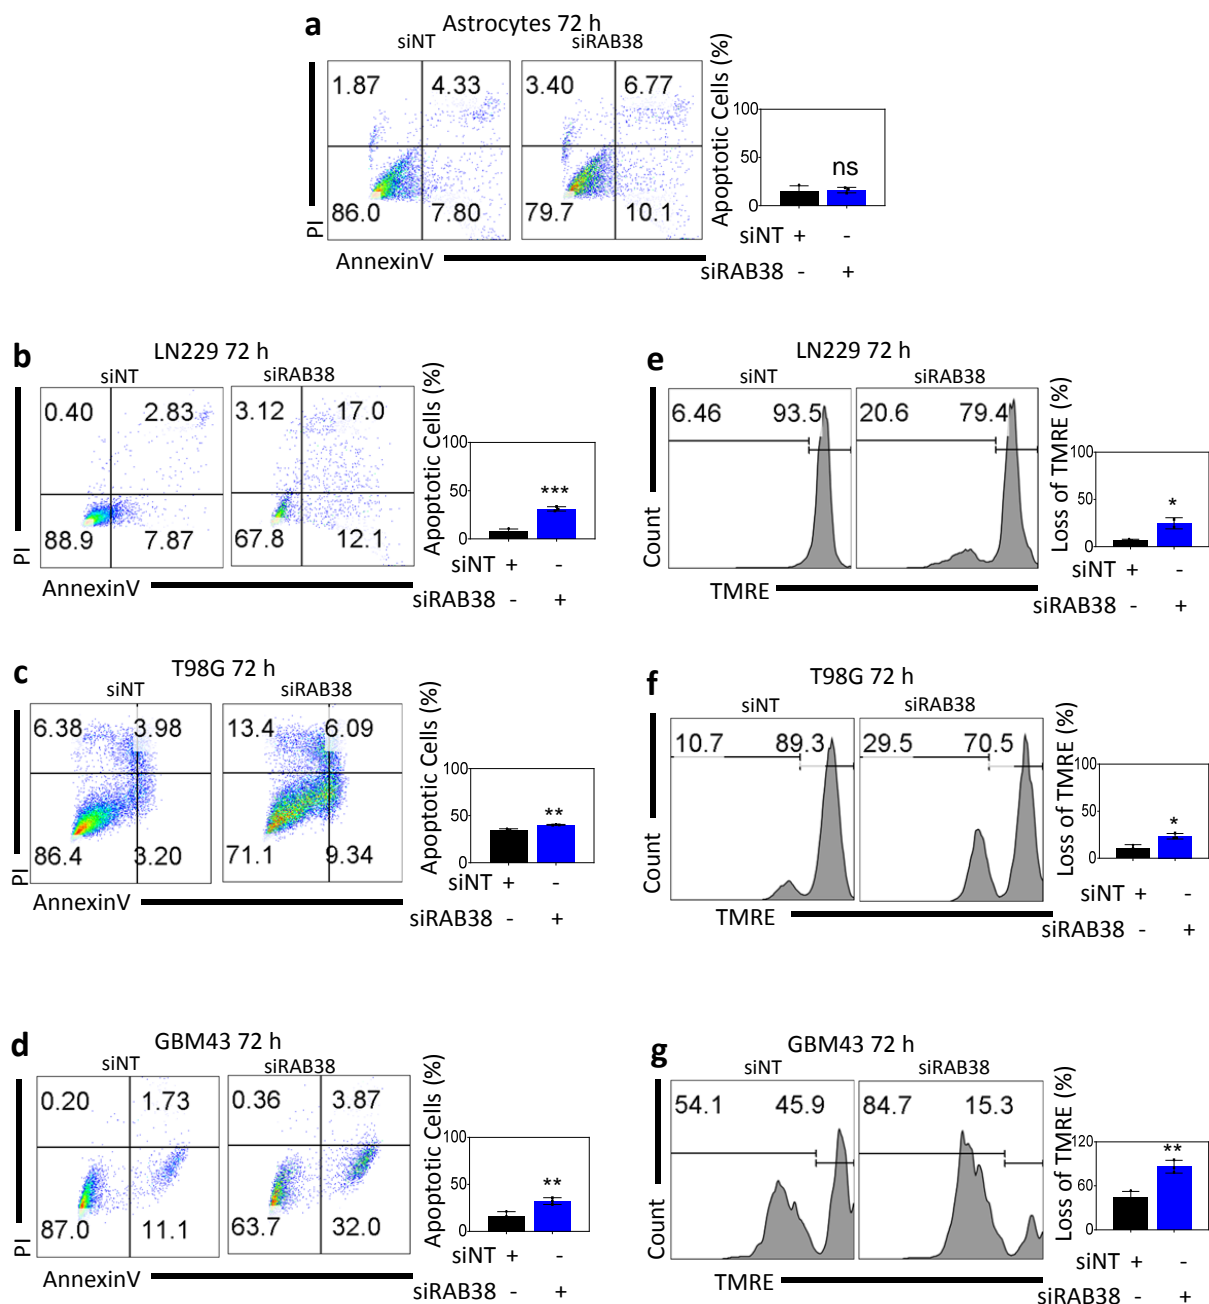 a
Astrocytes 72 h
siNT
siRAB38
1.87 4.33
86.0 7.80
3.40 6.77
79.7 10.1
PI
AnnexinV
Apoptotic Cells (%)
100
50
0
ns
siNT + -
siRAB38 - +
b
LN229 72 h
siNT
siRAB38
0.40 2.83
88.9 7.87
3.12 17.0
67.8 12.1
PI
AnnexinV
Apoptotic Cells (%)
100
50
0
***
siNT + -
siRAB38 - +
e
LN229 72 h
siNT
siRAB38
6.46 93.5
20.6 79.4
Count
TMRE
Loss of TMRE (%)
100
50
0
*
siNT + -
siRAB38 - +
c
T98G 72 h
siNT
siRAB38
6.38 3.98
86.4 3.20
13.4 6.09
71.1 9.34
PI
AnnexinV
Apoptotic Cells (%)
100
50
0
**
siNT + -
siRAB38 - +
f
T98G 72 h
siNT
siRAB38
10.7 89.3
29.5 70.5
Count
TMRE
Loss of TMRE (%)
100
50
0
*
siNT + -
siRAB38 - +
d
GBM43 72 h
siNT
siRAB38
0.20 1.73
87.0 11.1
0.36 3.87
63.7 32.0
PI
AnnexinV
Apoptotic Cells (%)
100
50
0
**
siNT + -
siRAB38 - +
g
GBM43 72 h
siNT
siRAB38
54.1 45.9
84.7 15.3
Count
TMRE
Loss of TMRE (%)
120
60
0
**
siNT + -
siRAB38 - +